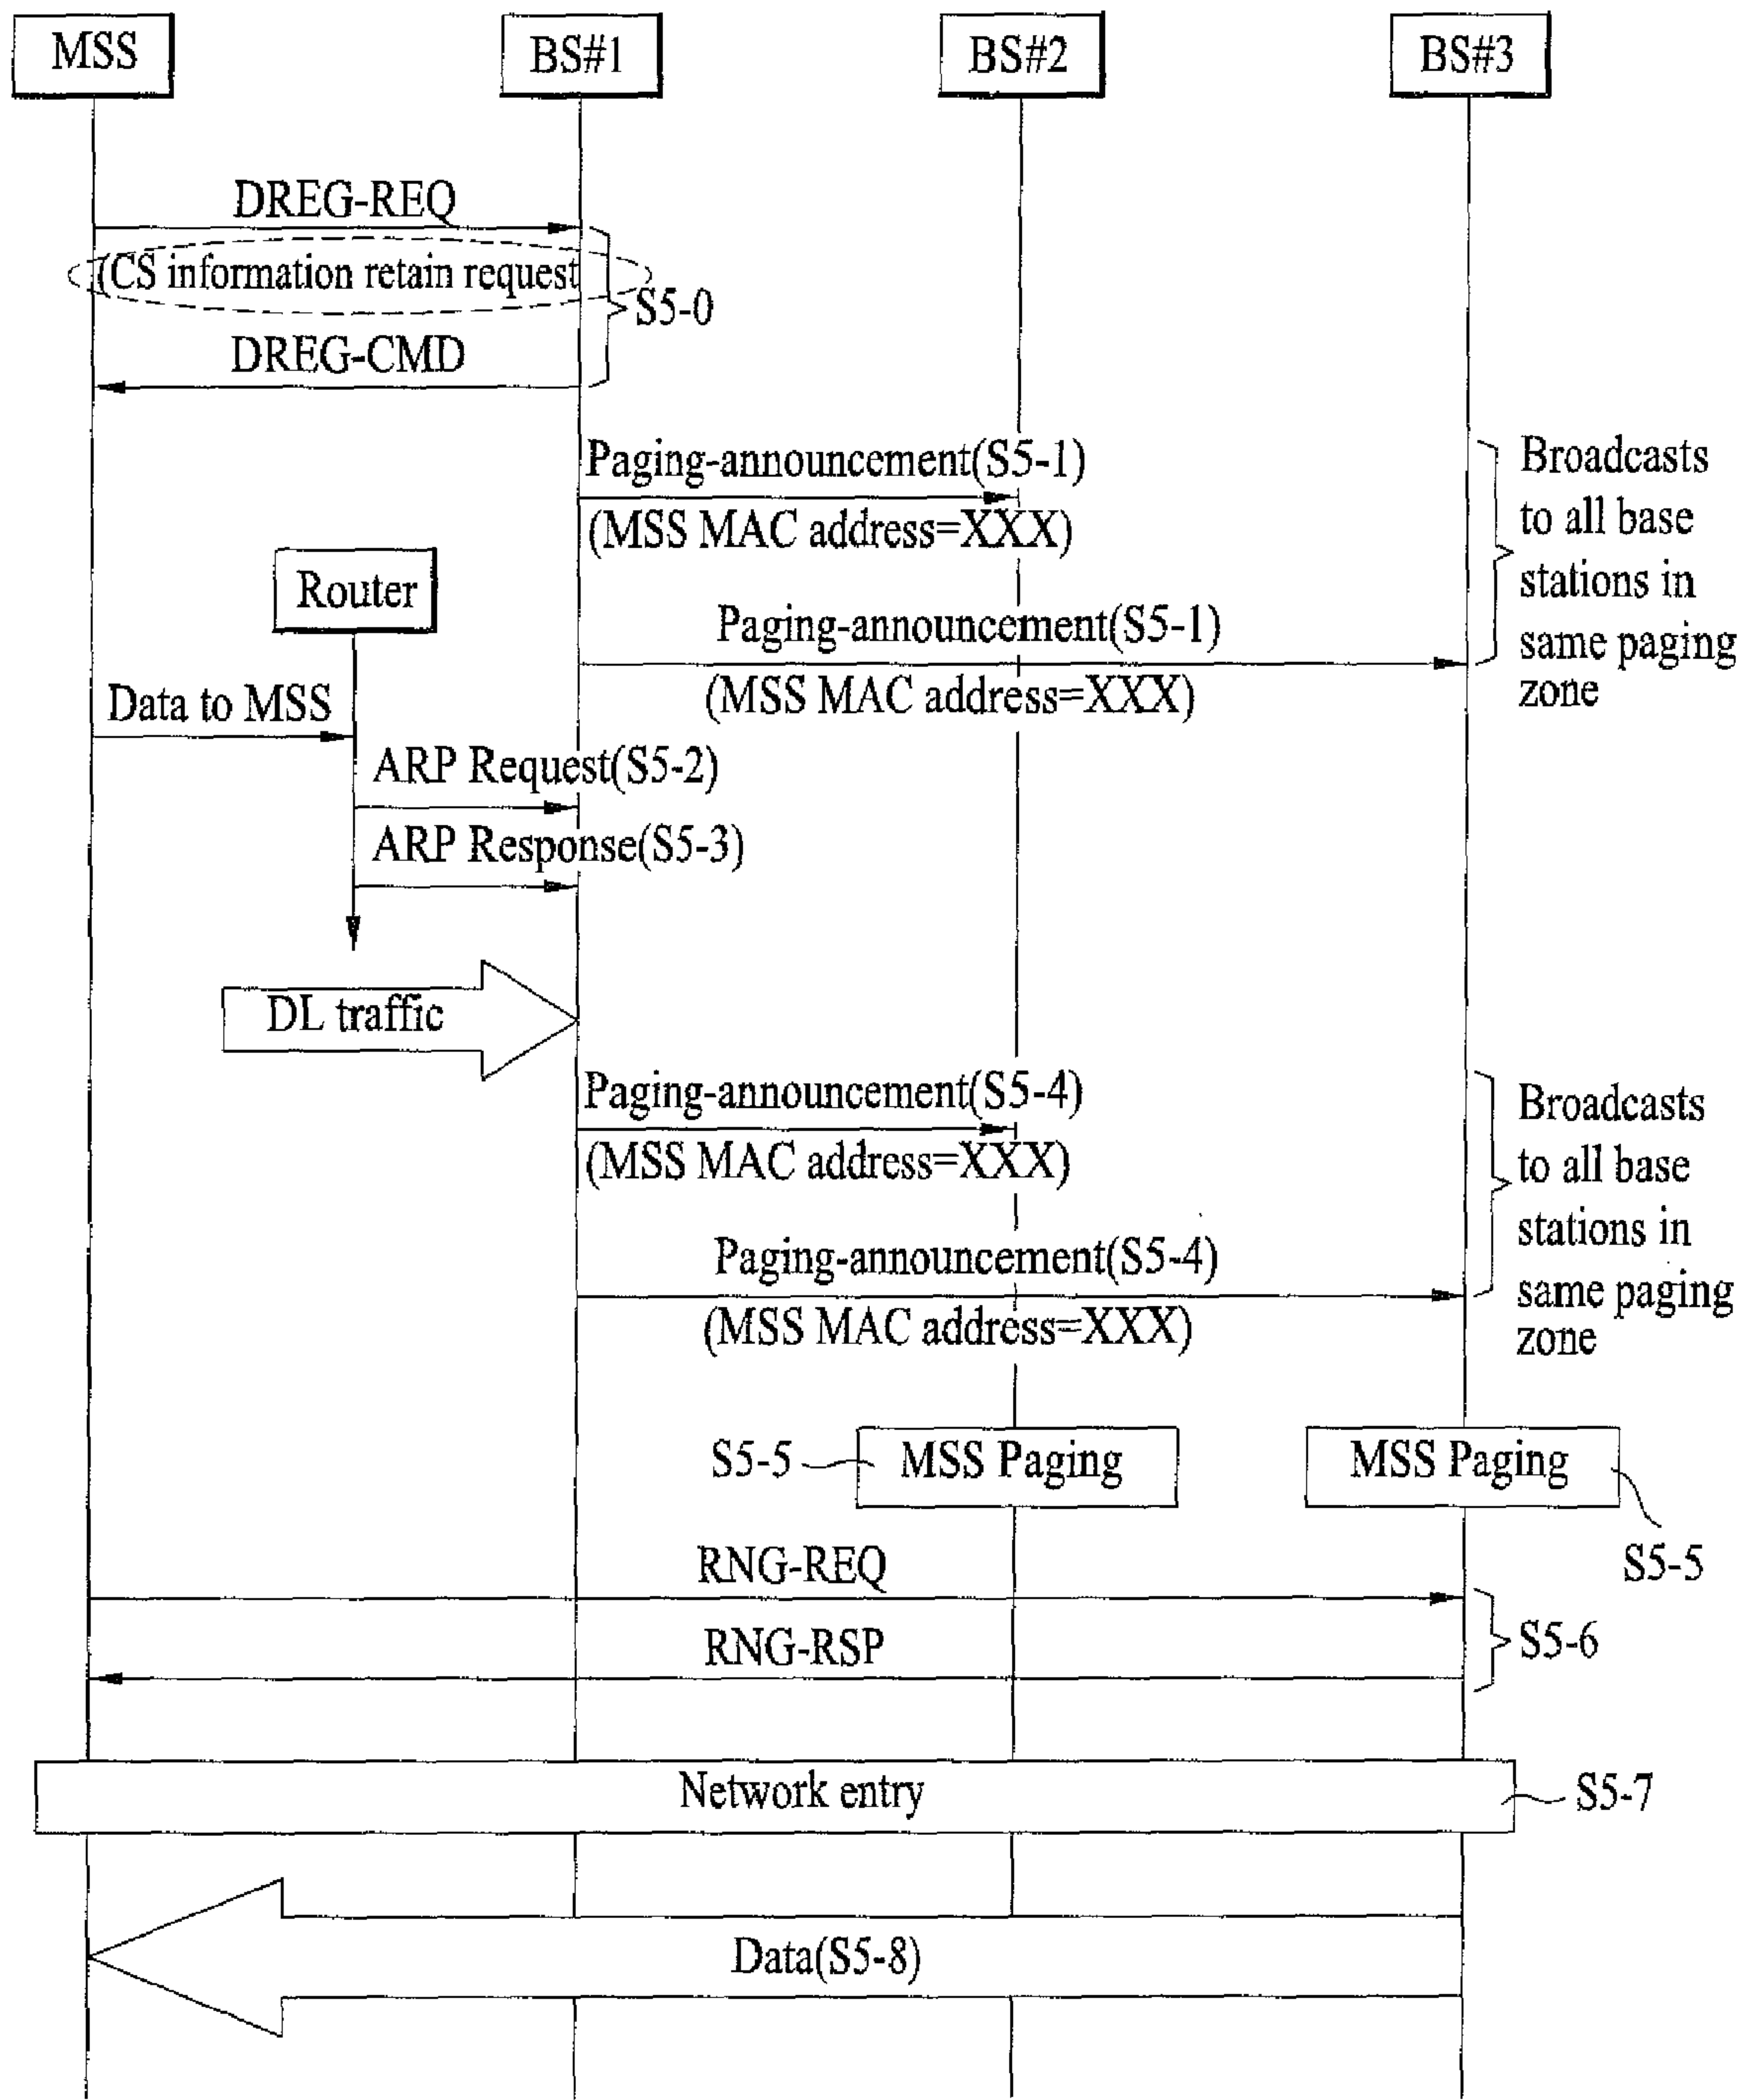 MSS
BS#1
BS#2
BS#3
DREG-REQ
(CS information retain request
S5-0
DREG-CMD
Paging-announcement(S5-1)
(MSS MAC address=XXX)
Broadcasts
to all base
stations in
same paging
zone
Router
Paging-announcement(S5-1)
(MSS MAC address=XXX)
Data to MSS
ARP Request(S5-2)
ARP Response(S5-3)
DL traffic
Paging-announcement(S5-4)
(MSS MAC address=XXX)
Broadcasts
to all base
stations in
same paging
zone
Paging-announcement(S5-4)
(MSS MAC address=XXX)
S5-5
MSS Paging
MSS Paging
S5-5
RNG-REQ
RNG-RSP
S5-6
Network entry
S5-7
Data(S5-8)